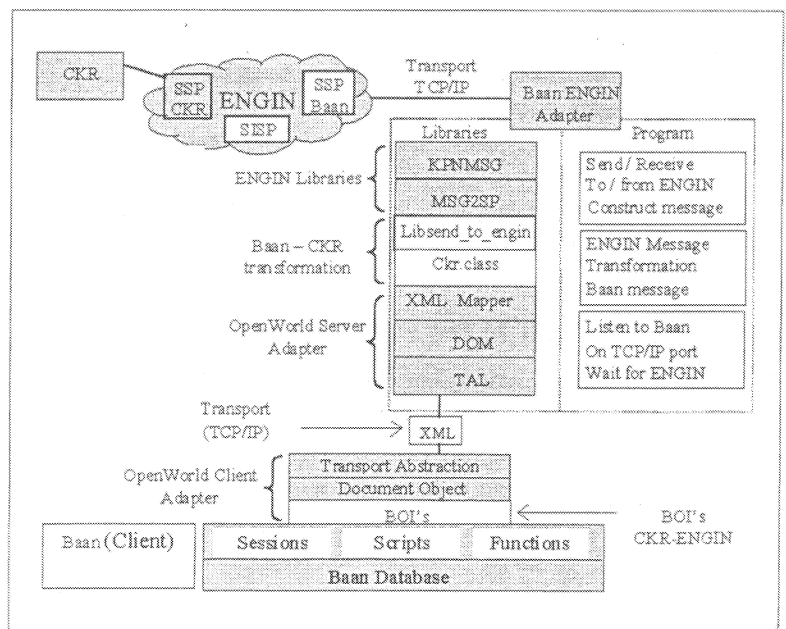 CKR
SSP
CKR
ENGIN
SSP
Baan
SISP
Transport
TCP/IP
Baan ENGIN
Adapter
Libraries
Program
ENGIN Libraries
KPNMSG
MSG2SP
Send / Receive
To / from ENGIN
Construct message
Baan – CKR
transformation
Libsend_to_engin
Ckr.class
ENGIN Message
Transformation
Baan message
OpenWorld Server
Adapter
XML Mapper
DOM
TAL
Listen to Baan
On TCP/IP port
Wait for ENGIN
Transport
(TCP/IP)
XML
OpenWorld Client
Adapter
Transport Abstraction
Document Object
BOI's
BOI's
CKR-ENGIN
Baan (Client)
Sessions
Scripts
Functions
Baan Database